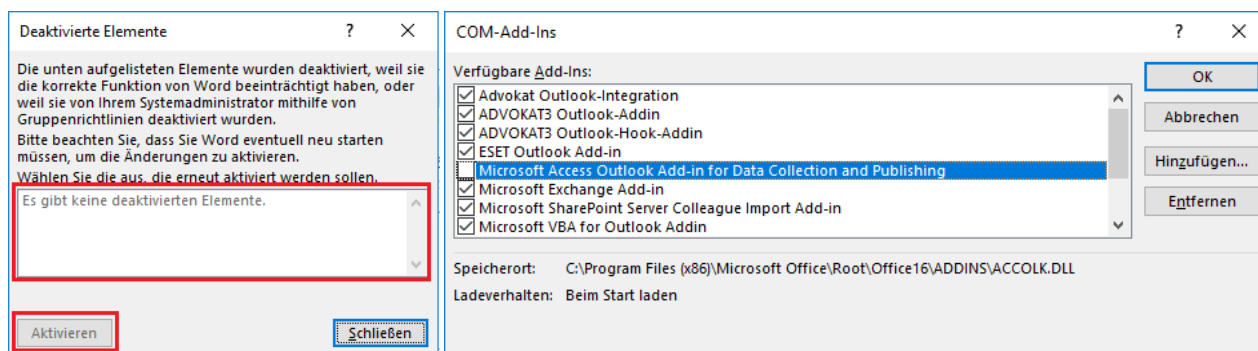 Deaktivierte Elemente
Die unten aufgelisteten Elemente wurden deaktiviert, weil sie
die korrekte Funktion von Word beeinträchtigt haben, oder
weil sie von Ihrem Systemadministrator mithilfe von
Gruppenrichtlinien deaktiviert wurden.
Bitte beachten Sie, dass Sie Word eventuell neu starten
müssen, um die Änderungen zu aktivieren.
Wählen Sie die aus, die erneut aktiviert werden sollen.
Es gibt keine deaktivierten Elemente.
Aktivieren
Schließen
COM-Add-Ins
Verfügbare Add-Ins:
Advokat Outlook-Integration
ADVOKAT3 Outlook-Addin
ADVOKAT3 Outlook-Hook-Addin
ESET Outlook Add-in
Microsoft Access Outlook Add-in for Data Collection and Publishing
Microsoft Exchange Add-in
Microsoft SharePoint Server Colleague Import Add-in
Microsoft VBA for Outlook Addin
OK
Abbrechen
Hinzufügen...
Entfernen
Speicherort: C:\Program Files (x86)\Microsoft Office\Root\Office16\ADDINS\ACCOLK.DLL
Ladeverhalten: Beim Start laden